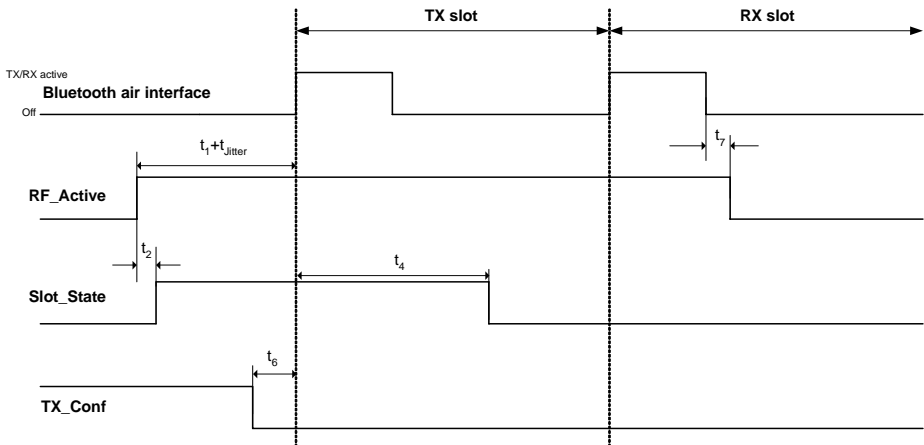 TX slot
RX slot
TX/RX active
Bluetooth air interface
Off
t1+tJitter
t7
RF_Active
t2
t4
Slot_State
t6
TX_Conf